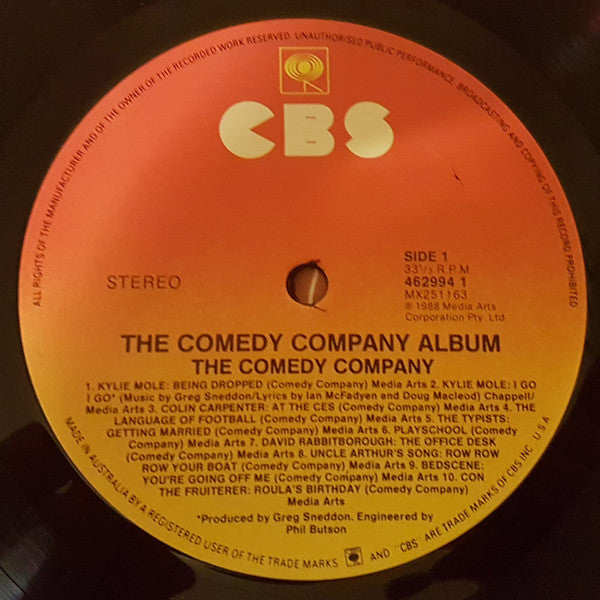 ALL RIGHTS OF THE MANUFACTURER AND OF THE OWNER OF THE RECORDED WORK RESERVED. UNAUTHORISED PUBLIC PERFORMANCE, BROADCASTING AND COPYING OF THIS RECORD PROHIBITED
CBS
STEREO
SIDE 1
33⅓ R.P.M.
462994 1
MX251163
℗ 1988 Media Arts
Corporation Pty. Ltd.
THE COMEDY COMPANY ALBUM
THE COMEDY COMPANY
1. KYLIE MOLE: BEING DROPPED (Comedy Company) Media Arts 2. KYLIE MOLE: I GO
I GO* (Music by Greg Sneddon/Lyrics by Ian McFadyen and Doug Macleod) Chappell/
Media Arts 3. COLIN CARPENTER: AT THE CES (Comedy Company) Media Arts 4. THE
LANGUAGE OF FOOTBALL (Comedy Company) Media Arts 5. THE TYPISTS:
GETTING MARRIED (Comedy Company) Media Arts 6. PLAYSCHOOL (Comedy
Company) Media Arts 7. DAVID RABBITBOROUGH: THE OFFICE DESK
(Comedy Company) Media Arts 8. UNCLE ARTHUR'S SONG: ROW ROW
ROW YOUR BOAT (Comedy Company) Media Arts 9. BEDSCENE:
YOU'RE GOING OFF ME (Comedy Company) Media Arts 10. CON
THE FRUITERER: ROULA'S BIRTHDAY (Comedy Company)
Media Arts
*Produced by Greg Sneddon. Engineered by
Phil Butson
MADE IN AUSTRALIA BY A REGISTERED USER OF THE TRADE MARKS AND "CBS" ARE TRADE MARKS OF CBS INC. U.S.A